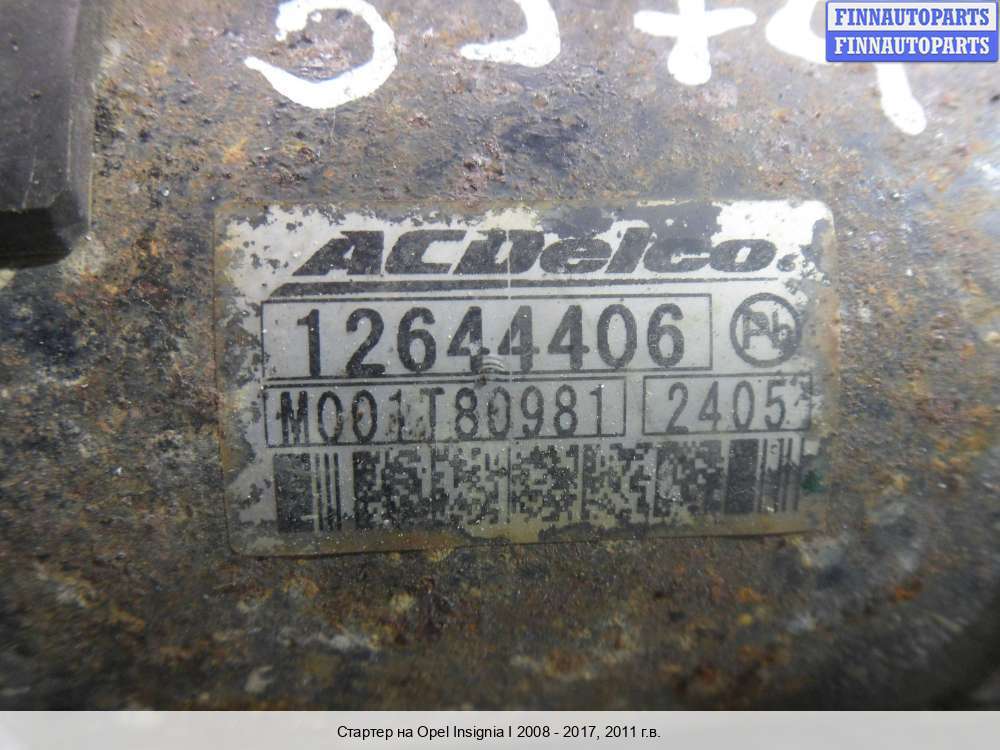 FINNAUTOPARTS
FINNAUTOPARTS
ACDelco.
12644406
Pb
M001T80981
2405
Стартер на Opel Insignia I 2008 - 2017, 2011 г.в.